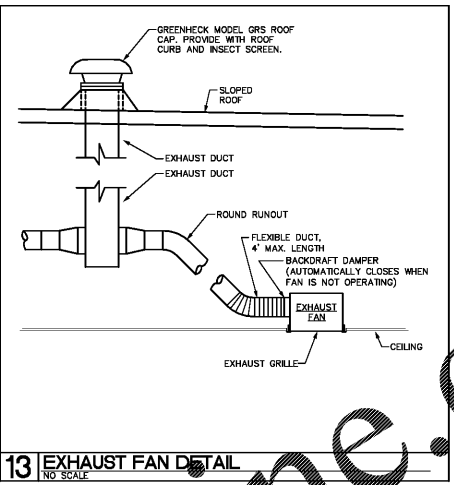 GREENHECK MODEL GRS ROOF
CAP. PROVIDE WITH ROOF
CURB AND INSECT SCREEN.
SLOPED
ROOF
EXHAUST DUCT
EXHAUST DUCT
ROUND RUNOUT
FLEXIBLE DUCT,
4' MAX. LENGTH
BACKDRAFT DAMPER
(AUTOMATICALLY CLOSES WHEN
FAN IS NOT OPERATING)
EXHAUST
FAN
CEILING
EXHAUST GRILLE
13 EXHAUST FAN DETAIL
NO SCALE
ne.